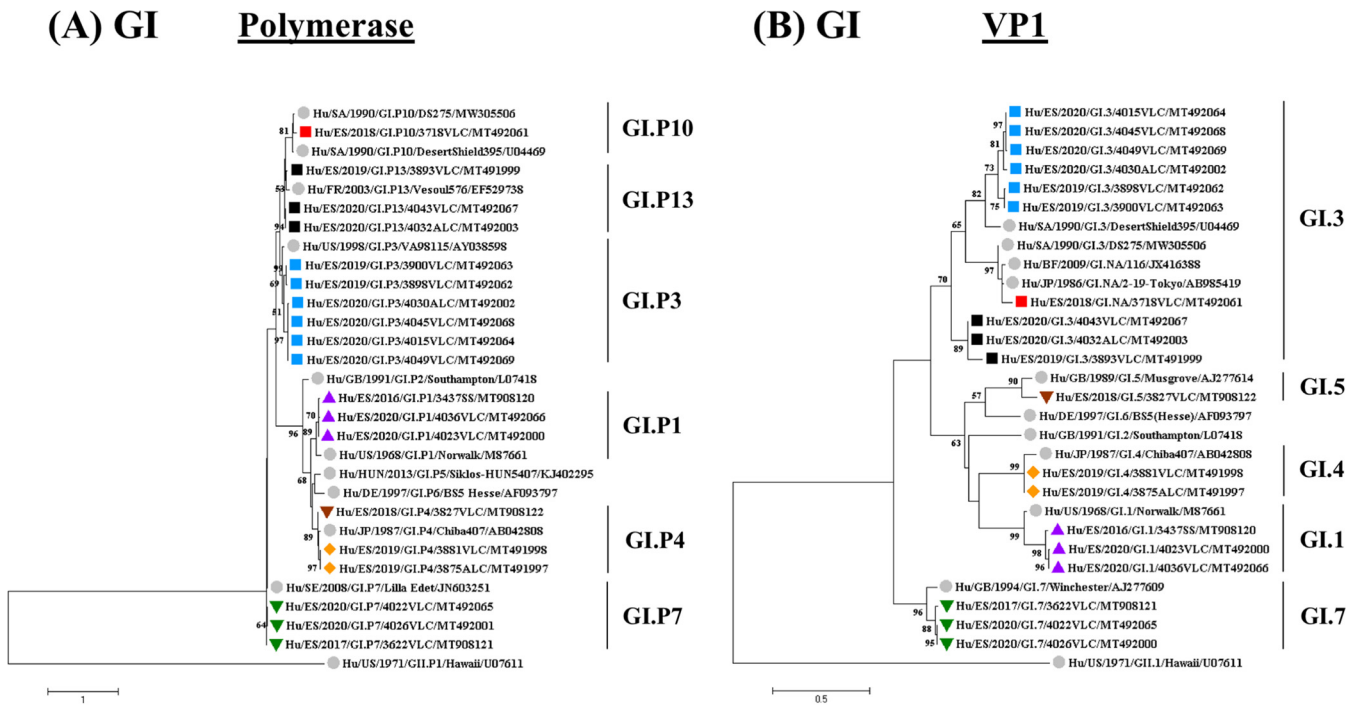 (A) GI Polymerase
Hu/SA/1990/GI.P10/DS275/MW305506
81
Hu/ES/2018/GI.P10/3718VLC/MT492061
GI.P10
Hu/SA/1990/GI.P10/DesertShield395/U04469
Hu/ES/2019/GI.P13/3893VLC/MT491999
53
Hu/FR/2003/GI.P13/Vesoul576/EF529738
GI.P13
Hu/ES/2020/GI.P13/4043VLC/MT492067
94
Hu/ES/2020/GI.P13/4032ALC/MT492003
Hu/US/1998/GI.P3/VA98115/AY038598
99
Hu/ES/2019/GI.P3/3900VLC/MT492063
69
Hu/ES/2019/GI.P3/3898VLC/MT492062
GI.P3
Hu/ES/2020/GI.P3/4030ALC/MT492002
51
Hu/ES/2020/GI.P3/4045VLC/MT492068
97
Hu/ES/2020/GI.P3/4015VLC/MT492064
Hu/ES/2020/GI.P3/4049VLC/MT492069
Hu/GB/1991/GI.P2/Southampton/L07418
Hu/ES/2016/GI.P1/3437SS/MT908120
70
Hu/ES/2020/GI.P1/4036VLC/MT492066
GI.P1
96
89
Hu/ES/2020/GI.P1/4023VLC/MT492000
Hu/US/1968/GI.P1/Norwalk/M87661
68
Hu/HUN/2013/GI.P5/Siklos-HUN5407/KJ402295
Hu/DE/1997/GI.P6/BS5 Hesse/AF093797
Hu/ES/2018/GI.P4/3827VLC/MT908122
89
Hu/JP/1987/GI.P4/Chiba407/AB042808
GI.P4
Hu/ES/2019/GI.P4/3881VLC/MT491998
97
Hu/ES/2019/GI.P4/3875ALC/MT491997
Hu/SE/2008/GI.P7/Lilla Edet/JN603251
Hu/ES/2020/GI.P7/4022VLC/MT492065
GI.P7
64
Hu/ES/2020/GI.P7/4026VLC/MT492001
Hu/ES/2017/GI.P7/3622VLC/MT908121
Hu/US/1971/GII.P1/Hawaii/U07611
1
(B) GI VP1
Hu/ES/2020/GI.3/4015VLC/MT492064
97
Hu/ES/2020/GI.3/4045VLC/MT492068
81
Hu/ES/2020/GI.3/4049VLC/MT492069
73
Hu/ES/2020/GI.3/4030ALC/MT492002
82
Hu/ES/2019/GI.3/3898VLC/MT492062
75
Hu/ES/2019/GI.3/3900VLC/MT492063
GI.3
65
Hu/SA/1990/GI.3/DesertShield/U04469
Hu/SA/1990/GI.3/DS275/MW305506
97
Hu/BF/2009/GI.NA/116/JX416388
70
Hu/JP/1986/GI.NA/2-19-Tokyo/AB985419
Hu/ES/2018/GI.NA/3718VLC/MT492061
Hu/ES/2020/GI.3/4043VLC/MT492067
89
Hu/ES/2020/GI.3/4032ALC/MT492003
Hu/ES/2019/GI.3/3893VLC/MT491999
90
Hu/GB/1989/GI.5/Musgrove/AJ277614
GI.5
57
Hu/ES/2018/GI.5/3827VLC/MT908122
Hu/DE/1997/GI.6/BS5(Hesse)/AF093797
63
Hu/GB/1991/GI.2/Southampton/L07418
Hu/JP/1987/GI.4/Chiba407/AB042808
99
Hu/ES/2019/GI.4/3881VLC/MT491998
GI.4
Hu/ES/2019/GI.4/3875ALC/MT491997
Hu/US/1968/GI.1/Norwalk/M87661
99
Hu/ES/2016/GI.1/3437SS/MT908120
GI.1
98
Hu/ES/2020/GI.1/4023VLC/MT492000
96
Hu/ES/2020/GI.1/4036VLC/MT492066
Hu/GB/1994/GI.7/Winchester/AJ277609
96
Hu/ES/2017/GI.7/3622VLC/MT908121
GI.7
88
Hu/ES/2020/GI.7/4022VLC/MT492065
95
Hu/ES/2020/GI.7/4026VLC/MT492000
Hu/US/1971/GII.1/Hawaii/U07611
0.5